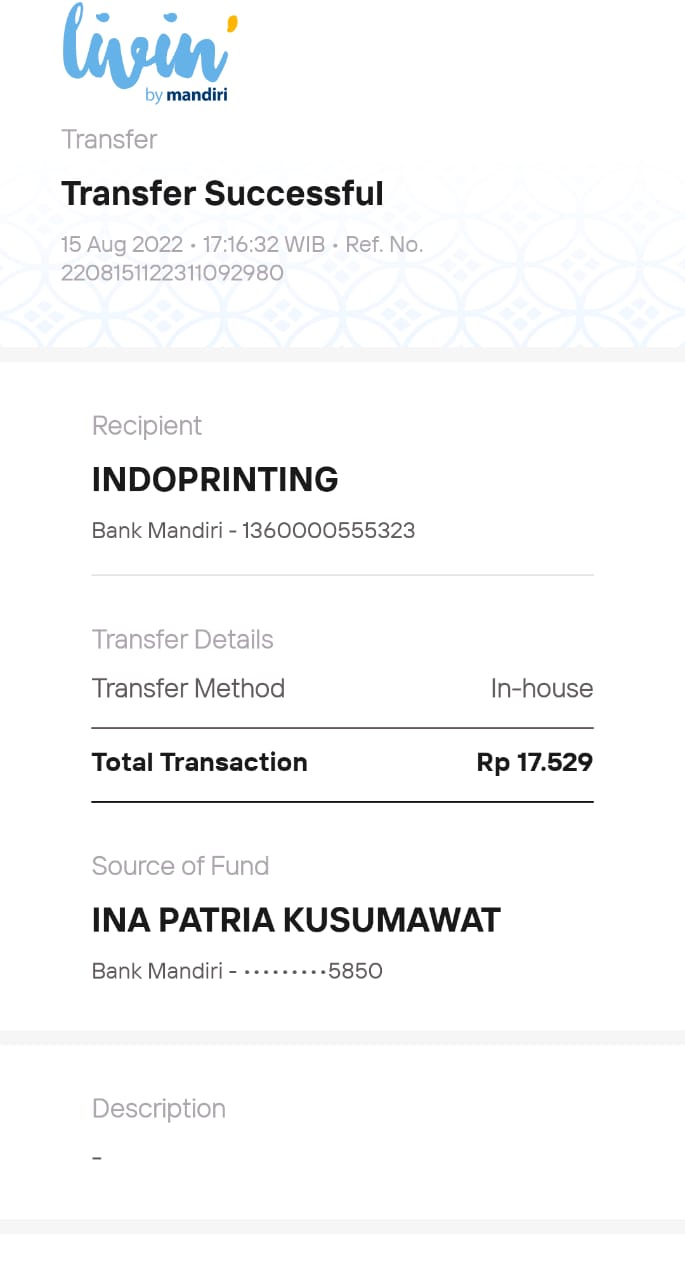 livin'
by mandiri
Transfer
Transfer Successful
15 Aug 2022 • 17:16:32 WIB • Ref. No.
2208151122311092980
Recipient
INDOPRINTING
Bank Mandiri - 1360000555323
Transfer Details
Transfer Method In-house
Total Transaction Rp 17.529
Source of Fund
INA PATRIA KUSUMAWAT
Bank Mandiri - •••••••••5850
Description
-